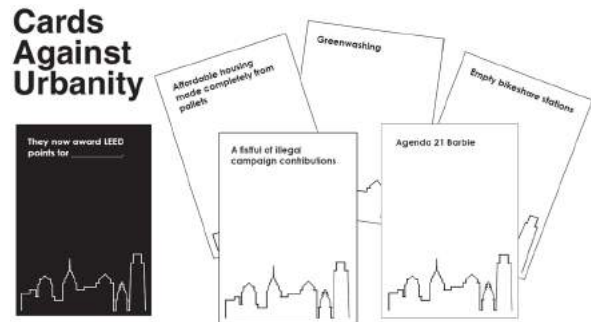 Cards
Against
Urbanity
They now award LEED
points for __________.
Affordable housing
made completely from
pallets
Greenwashing
Empty bikeshare stations
A fistful of illegal
campaign contributions
Agenda 21 Barbie